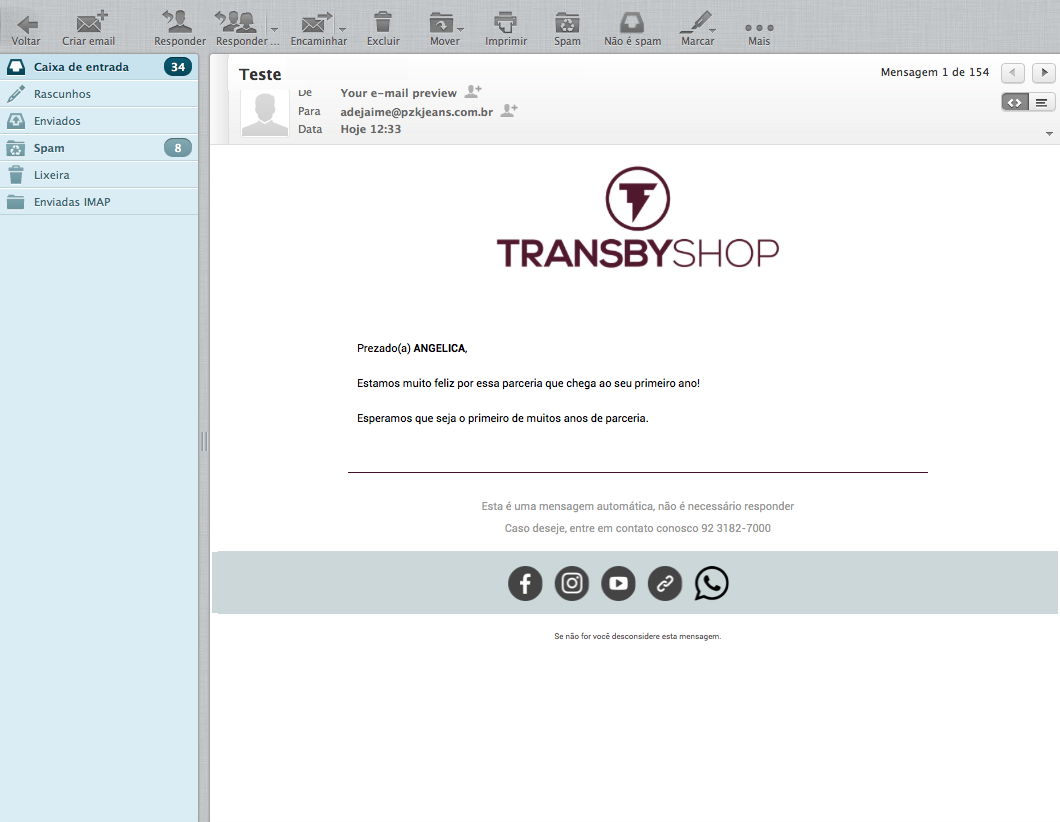 Voltar
Criar email
Responder
Responder ...
Encaminhar
Excluir
Mover
Imprimir
Spam
Não é spam
Marcar
Mais
Caixa de entrada 34
Rascunhos
Enviados
Spam 8
Lixeira
Enviadas IMAP
Teste
Mensagem 1 de 154
De Your e-mail preview
Para adejaime@pzkjeans.com.br
Data Hoje 12:33
TRANSBYSHOP
Prezado(a) ANGELICA,
Estamos muito feliz por essa parceria que chega ao seu primeiro ano!
Esperamos que seja o primeiro de muitos anos de parceria.
Esta é uma mensagem automática, não é necessário responder
Caso deseje, entre em contato conosco 92 3182-7000
Se não for você desconsidere esta mensagem.